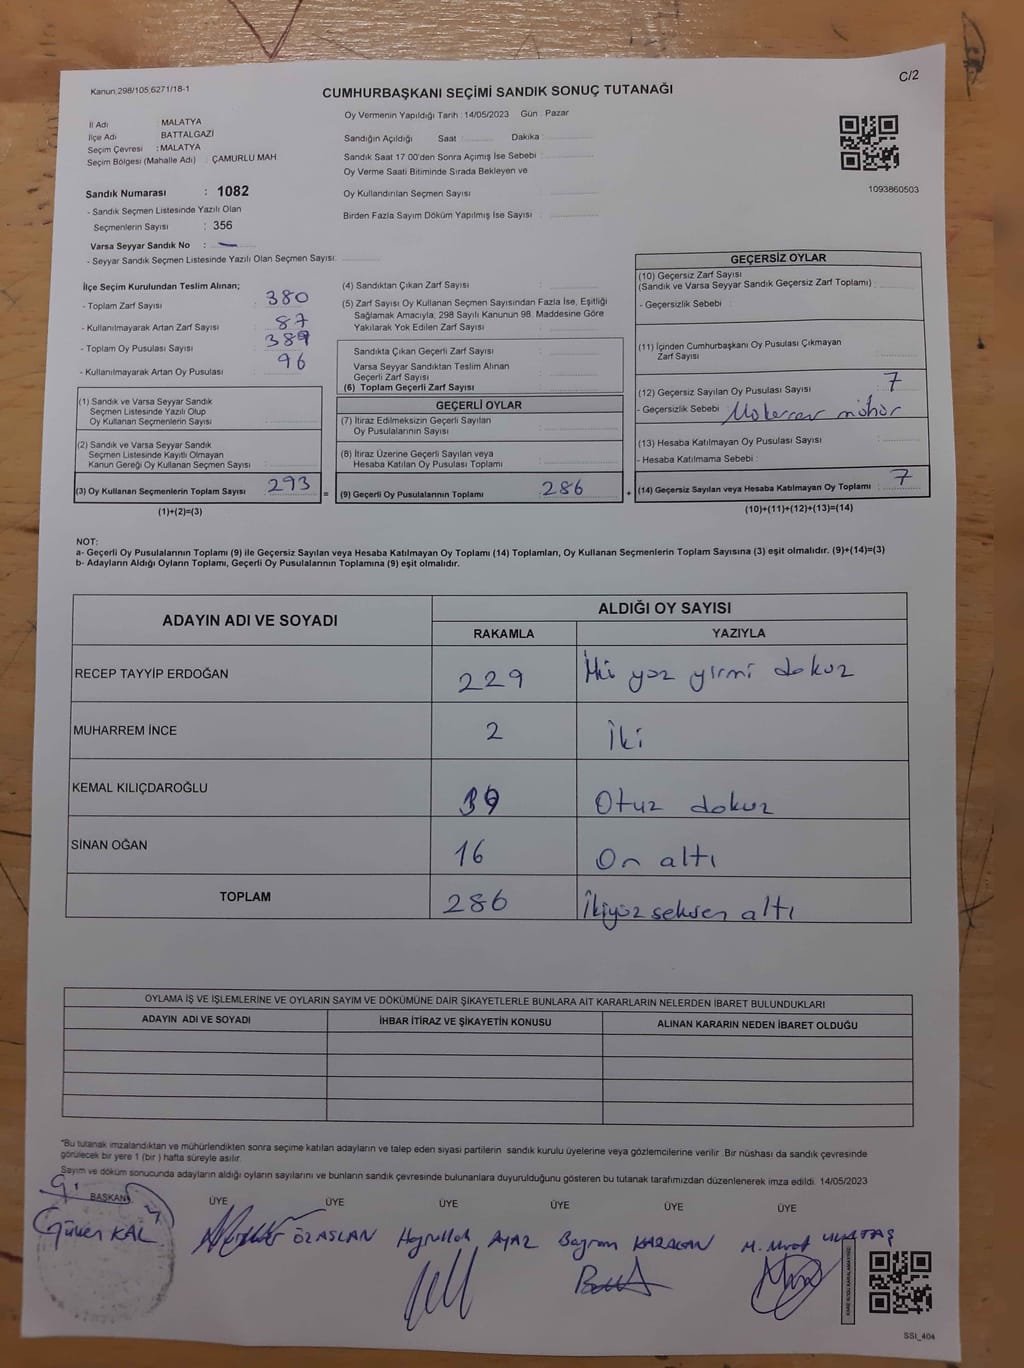 C/2
Kanun,298/105,6271/18-1
CUMHURBAŞKANI SEÇİMİ SANDIK SONUÇ TUTANAĞI
İl Adı : MALATYA
İlçe Adı : BATTALGAZİ
Seçim Çevresi : MALATYA
Seçim Bölgesi (Mahalle Adı) : ÇAMURLU MAH.
Sandık Numarası : 1082
- Sandık Seçmen Listesinde Yazılı Olan
Seçmenlerin Sayısı : 356
Varsa Seyyar Sandık No : —
- Seyyar Sandık Seçmen Listesinde Yazılı Olan Seçmen Sayısı:
Oy Vermenin Yapıldığı Tarih : 14/05/2023 Gün : Pazar
Sandığın Açıldığı Saat : Dakika :
Sandık Saat 17.00'den Sonra Açımış İse Sebebi :
Oy Verme Saati Bitiminde Sırada Bekleyen ve
Oy Kullandırılan Seçmen Sayısı :
Birden Fazla Sayım Döküm Yapılmış İse Sayısı :
1093860503
İlçe Seçim Kurulundan Teslim Alınan;
- Toplam Zarf Sayısı : 380
- Kullanılmayarak Artan Zarf Sayısı : 87
- Toplam Oy Pusulası Sayısı : 389
- Kullanılmayarak Artan Oy Pusulası : 96
(1) Sandık ve Varsa Seyyar Sandık
Seçmen Listesinde Yazılı Olup
Oy Kullanan Seçmenlerin Sayısı :
(2) Sandık ve Varsa Seyyar Sandık
Seçmen Listesinde Kayıtlı Olmayan
Kanun Gereği Oy Kullanan Seçmen Sayısı :
(3) Oy Kullanan Seçmenlerin Toplam Sayısı : 293 =
(1)+(2)=(3)
(4) Sandıktan Çıkan Zarf Sayısı :
(5) Zarf Sayısı Oy Kullanan Seçmen Sayısından Fazla İse, Eşitliği
Sağlamak Amacıyla, 298 Sayılı Kanunun 98. Maddesine Göre
Yakılarak Yok Edilen Zarf Sayısı :
Sandıkta Çıkan Geçerli Zarf Sayısı :
Varsa Seyyar Sandıktan Teslim Alınan
Geçerli Zarf Sayısı :
(6) Toplam Geçerli Zarf Sayısı :
GEÇERLİ OYLAR
(7) İtiraz Edilmeksizin Geçerli Sayılan
Oy Pusulalarının Sayısı :
(8) İtiraz Üzerine Geçerli Sayılan veya
Hesaba Katılan Oy Pusulası Toplamı :
(9) Geçerli Oy Pusulalarının Toplamı : 286 +
GEÇERSİZ OYLAR
(10) Geçersiz Zarf Sayısı
(Sandık ve Varsa Seyyar Sandık Geçersiz Zarf Toplamı) :
- Geçersizlik Sebebi :
(11) İçinden Cumhurbaşkanı Oy Pusulası Çıkmayan
Zarf Sayısı :
(12) Geçersiz Sayılan Oy Pusulası Sayısı : 7
- Geçersizlik Sebebi : Mükerrer mühür
(13) Hesaba Katılmayan Oy Pusulası Sayısı :
- Hesaba Katılmama Sebebi :
(14) Geçersiz Sayılan veya Hesaba Katılmayan Oy Toplamı : 7
(10)+(11)+(12)+(13)=(14)
NOT:
a- Geçerli Oy Pusulalarının Toplamı (9) ile Geçersiz Sayılan veya Hesaba Katılmayan Oy Toplamı (14) Toplamları, Oy Kullanan Seçmenlerin Toplam Sayısına (3) eşit olmalıdır. (9)+(14)=(3)
b- Adayların Aldığı Oyların Toplamı, Geçerli Oy Pusulalarının Toplamına (9) eşit olmalıdır.
ADAYIN ADI VE SOYADI ALDIĞI OY SAYISI
RAKAMLA YAZIYLA
RECEP TAYYİP ERDOĞAN 229 İki yüz yirmi dokuz
MUHARREM İNCE 2 İki
KEMAL KILIÇDAROĞLU 39 Otuz dokuz
SİNAN OĞAN 16 On altı
TOPLAM 286 İkiyüz seksen altı
OYLAMA İŞ VE İŞLEMLERİNE VE OYLARIN SAYIM VE DÖKÜMÜNE DAİR ŞİKAYETLERLE BUNLARA AİT KARARLARIN NELERDEN İBARET BULUNDUKLARI
ADAYIN ADI VE SOYADI İHBAR İTİRAZ VE ŞİKAYETİN KONUSU ALINAN KARARIN NEDEN İBARET OLDUĞU
*Bu tutanak imzalandıktan ve mühürlendikten sonra seçime katılan adayların ve talep eden siyasi partilerin sandık kurulu üyelerine veya gözlemcilerine verilir .Bir nüshası da sandık çevresinde
görülecek bir yere 1 (bir ) hafta süreyle asılır.
Sayım ve döküm sonucunda adayların aldığı oyların sayılarını ve bunların sandık çevresinde bulunanlara duyurulduğunu gösteren bu tutanak tarafımızdan düzenlenerek imza edildi. 14/05/2023
BAŞKAN ÜYE ÜYE ÜYE ÜYE ÜYE ÜYE
Güven KAL ÖZASLAN Hayrullah AYAZ Bayram KARACAN M. Murat ULUTAŞ
SSİ_404